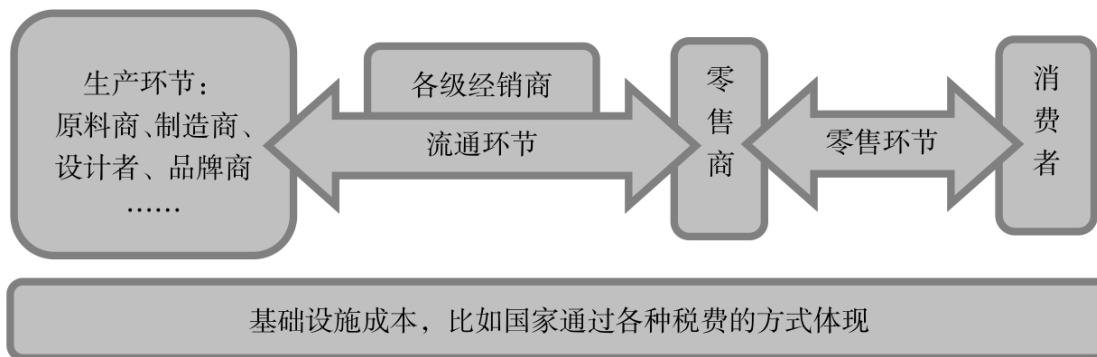 生产环节：
原料商、制造商、
设计者、品牌商
……
各级经销商
流通环节
零售商
零售环节
消费者
基础设施成本，比如国家通过各种税费的方式体现